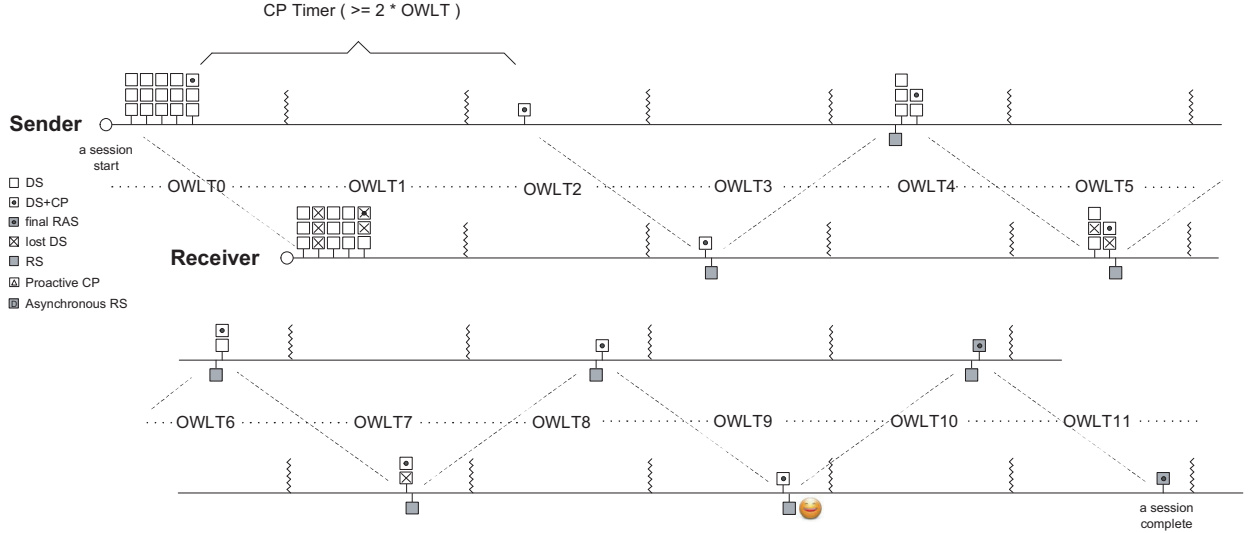 CP Timer ( >= 2 * OWLT )
Sender
a session
start
OWLT0
OWLT1
OWLT2
OWLT3
OWLT4
OWLT5
DS
DS+CP
final RAS
lost DS
RS
Proactive CP
Asynchronous RS
Receiver
OWLT6
OWLT7
OWLT8
OWLT9
OWLT10
OWLT11
a session
complete